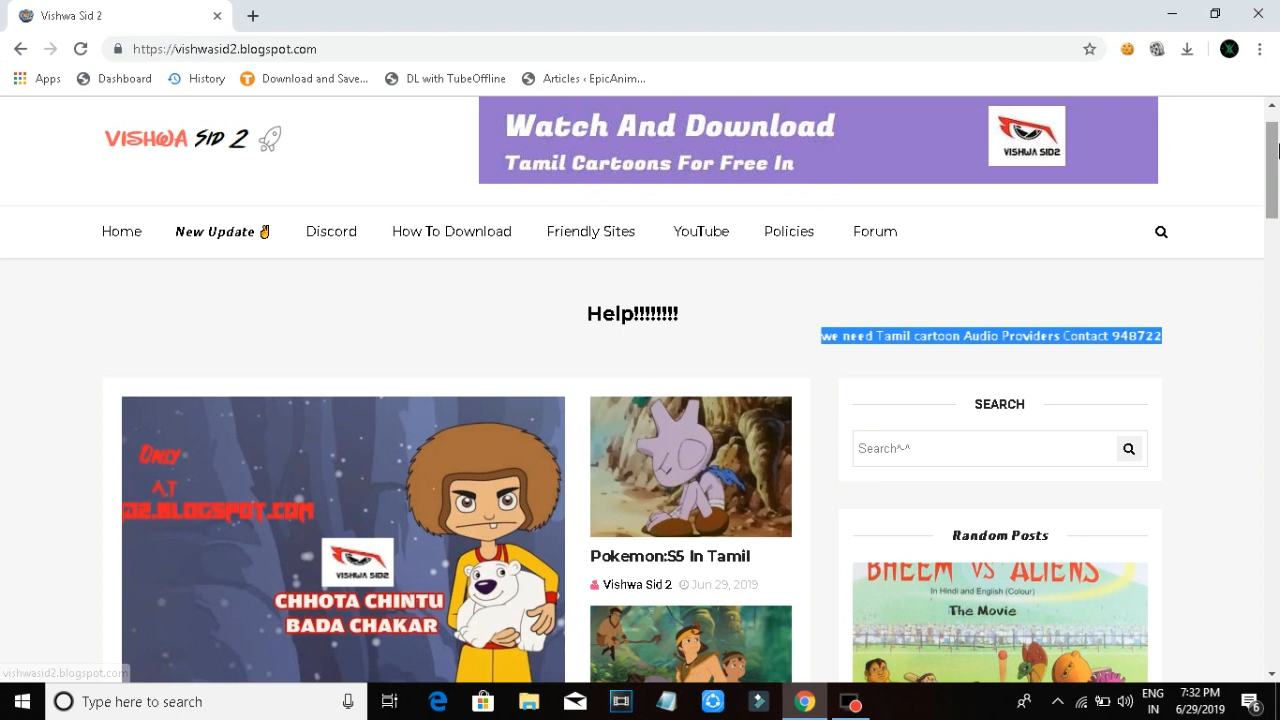 Vishwa Sid 2
https://vishwasid2.blogspot.com
Apps Dashboard History Download and Save... DL with TubeOffline Articles ‹ EpicAnim...
VISHWA SID 2
Watch And Download
Tamil Cartoons For Free In
VISHWA SID2
Home New Update ✌ Discord How To Download Friendly Sites YouTube Policies Forum
Help!!!!!!!!
we need Tamil cartoon Audio Providers Contact 948722
Only
AT
D2.BLOGSPOT.COM
VISHWA SID2
CHHOTA CHINTU
BADA CHAKAR
Pokemon:S5 In Tamil
Vishwa Sid 2 Jun 29, 2019
SEARCH
Search^-^
Random Posts
BHEEM VS ALIENS
In Hindi and English (Colour)
The Movie
vishwasid2.blogspot.com
Type here to search
ENG
IN
7:32 PM
6/29/2019
6